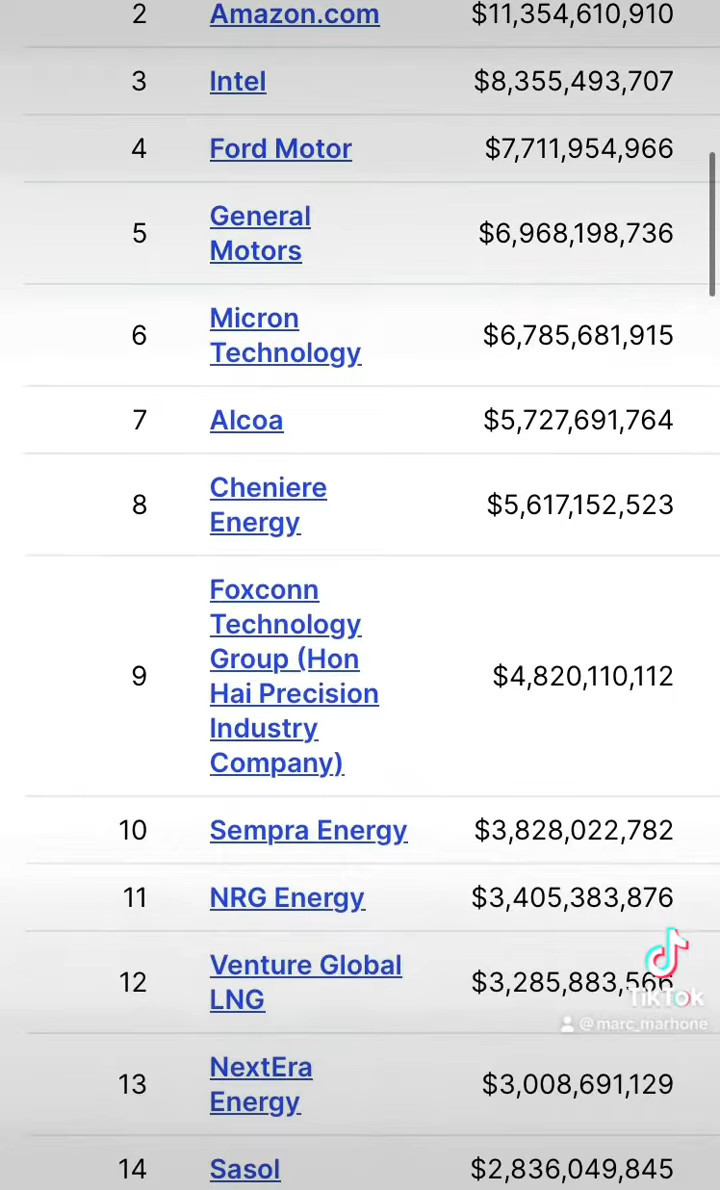 2 Amazon.com $11,354,610,910
3 Intel $8,355,493,707
4 Ford Motor $7,711,954,966
General
5 $6,968,198,736
Motors
Micron
6 $6,785,681,915
Technology
7 Alcoa $5,727,691,764
Cheniere
8 $5,617,152,523
Energy
Foxconn
Technology
Group (Hon
9 $4,820,110,112
Hai Precision
Industry
Company)
10 Sempra Energy $3,828,022,782
11 NRG Energy $3,405,383,876
Venture Global
12 $3,285,883,566
LNG
TikTok
@marc_marhone
NextEra
13 $3,008,691,129
Energy
14 Sasol $2,836,049,845